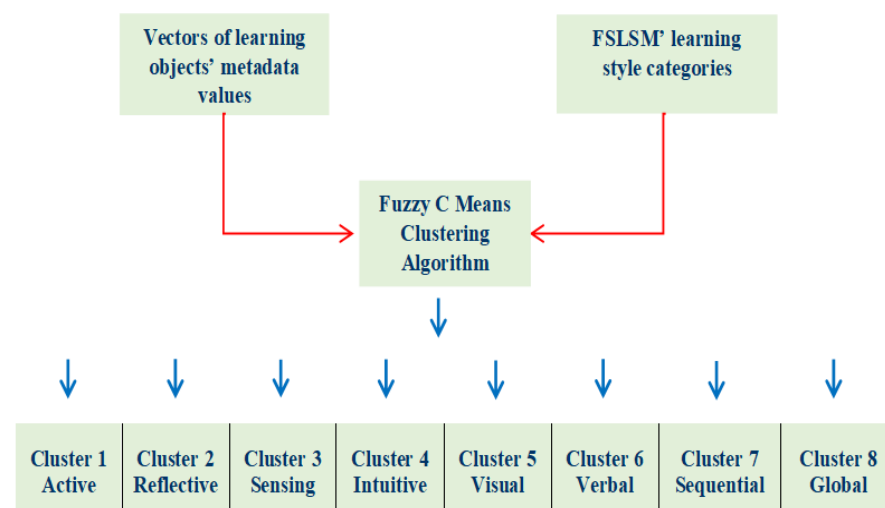 Vectors of learning
objects' metadata
values
FSLSM' learning
style categories
Fuzzy C Means
Clustering
Algorithm
Cluster 1
Active
Cluster 2
Reflective
Cluster 3
Sensing
Cluster 4
Intuitive
Cluster 5
Visual
Cluster 6
Verbal
Cluster 7
Sequential
Cluster 8
Global